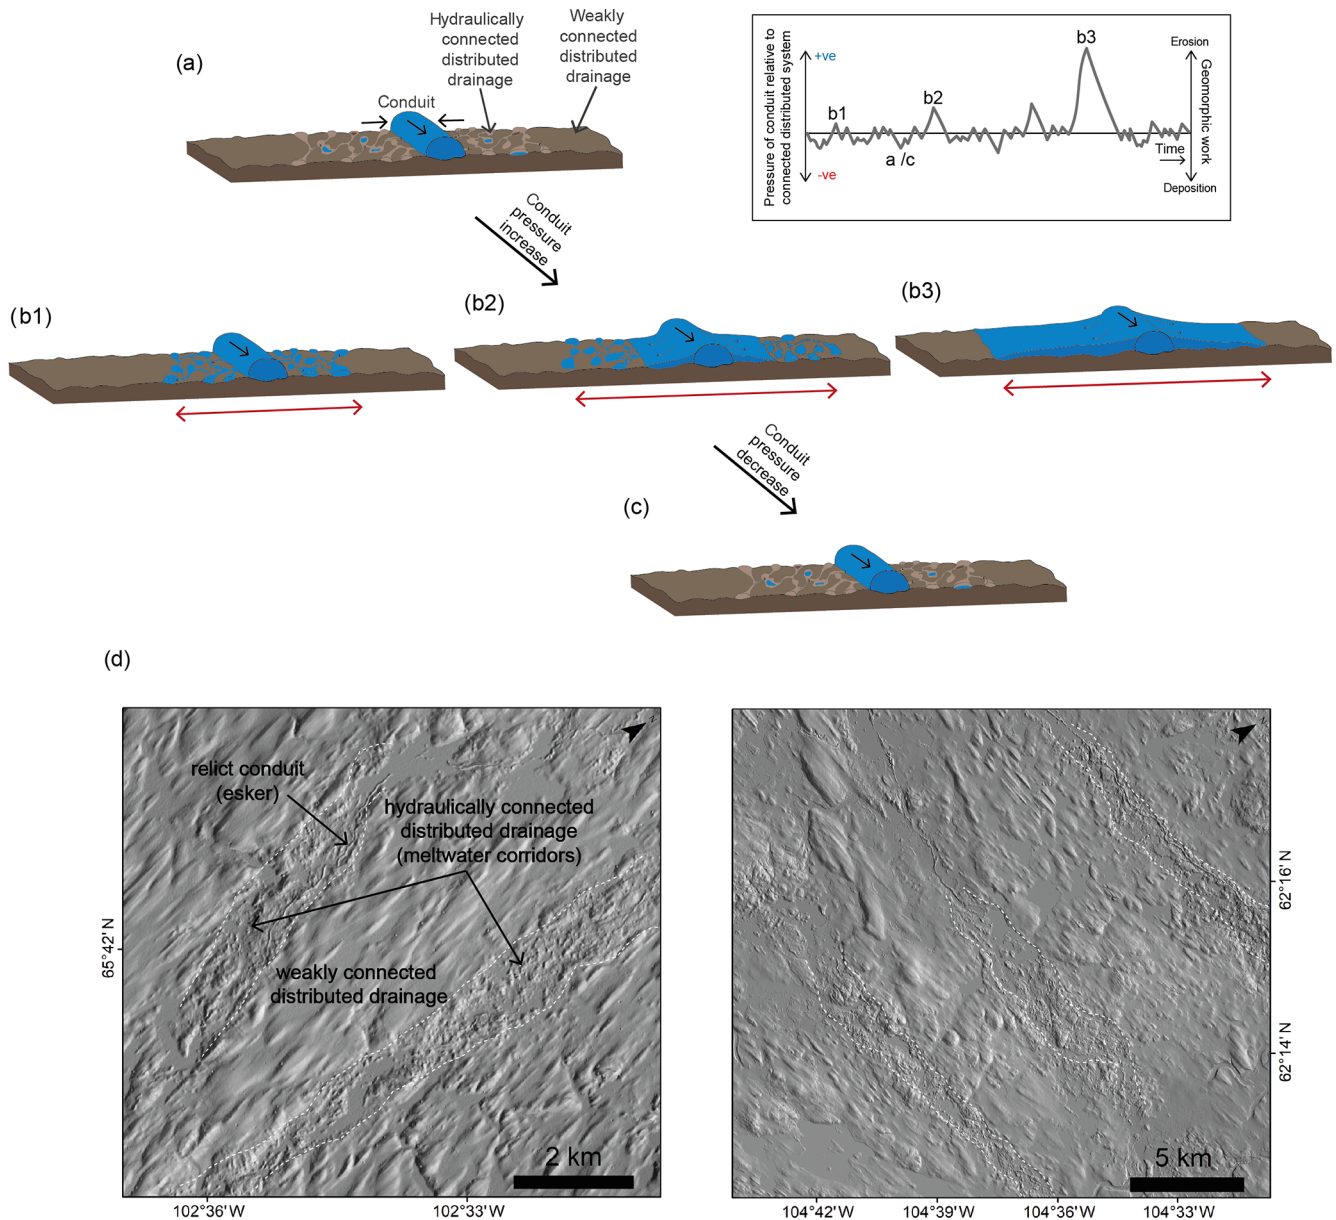 (a)
Hydraulically
connected
distributed
drainage
Weakly
connected
distributed
drainage
Conduit
Pressure of conduit relative to
connected distributed system
+ve
-ve
b1
b2
b3
a /c
Time
Erosion
Geomorphic work
Deposition
Conduit
pressure
increase
(b1)
(b2)
(b3)
Conduit
pressure
decrease
(c)
(d)
relict conduit
(esker)
hydraulically connected
distributed drainage
(meltwater corridors)
weakly connected
distributed drainage
N
65°42' N
2 km
102°36'W
102°33'W
N
62°16' N
62°14' N
5 km
104°42'W
104°39'W
104°36'W
104°33'W